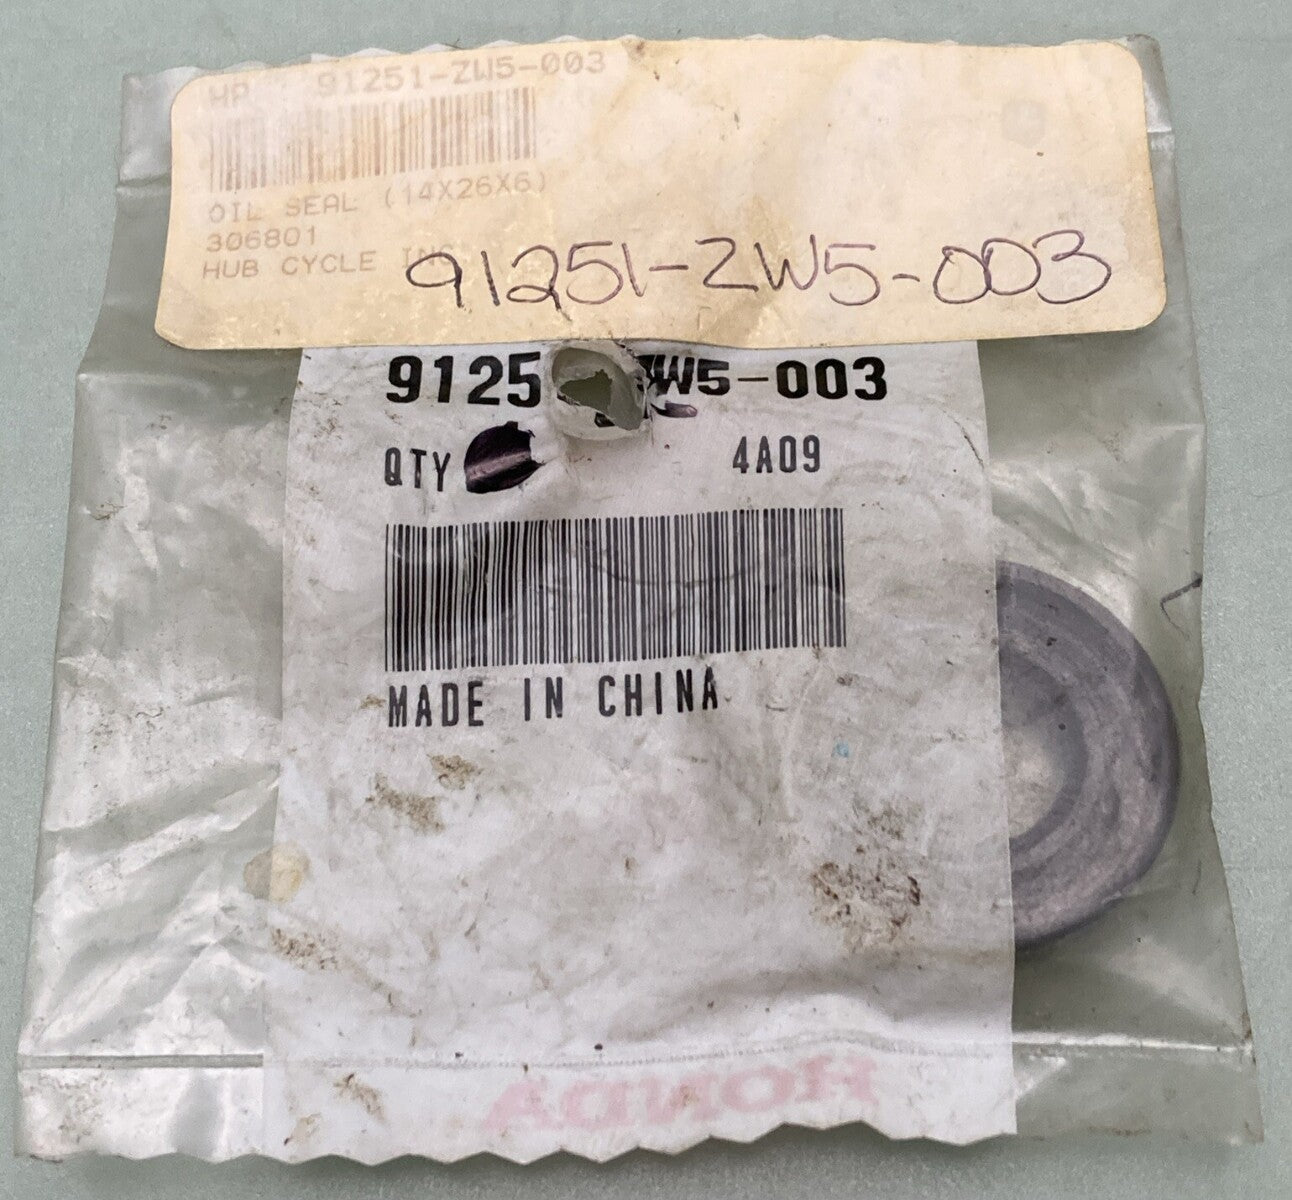 HP 91251-ZW5-003
OIL SEAL (14X26X6)
306801
HUB CYCLE INC
91251-ZW5-003
9125 ZW5-003
QTY 4A09
MADE IN CHINA
HONDA